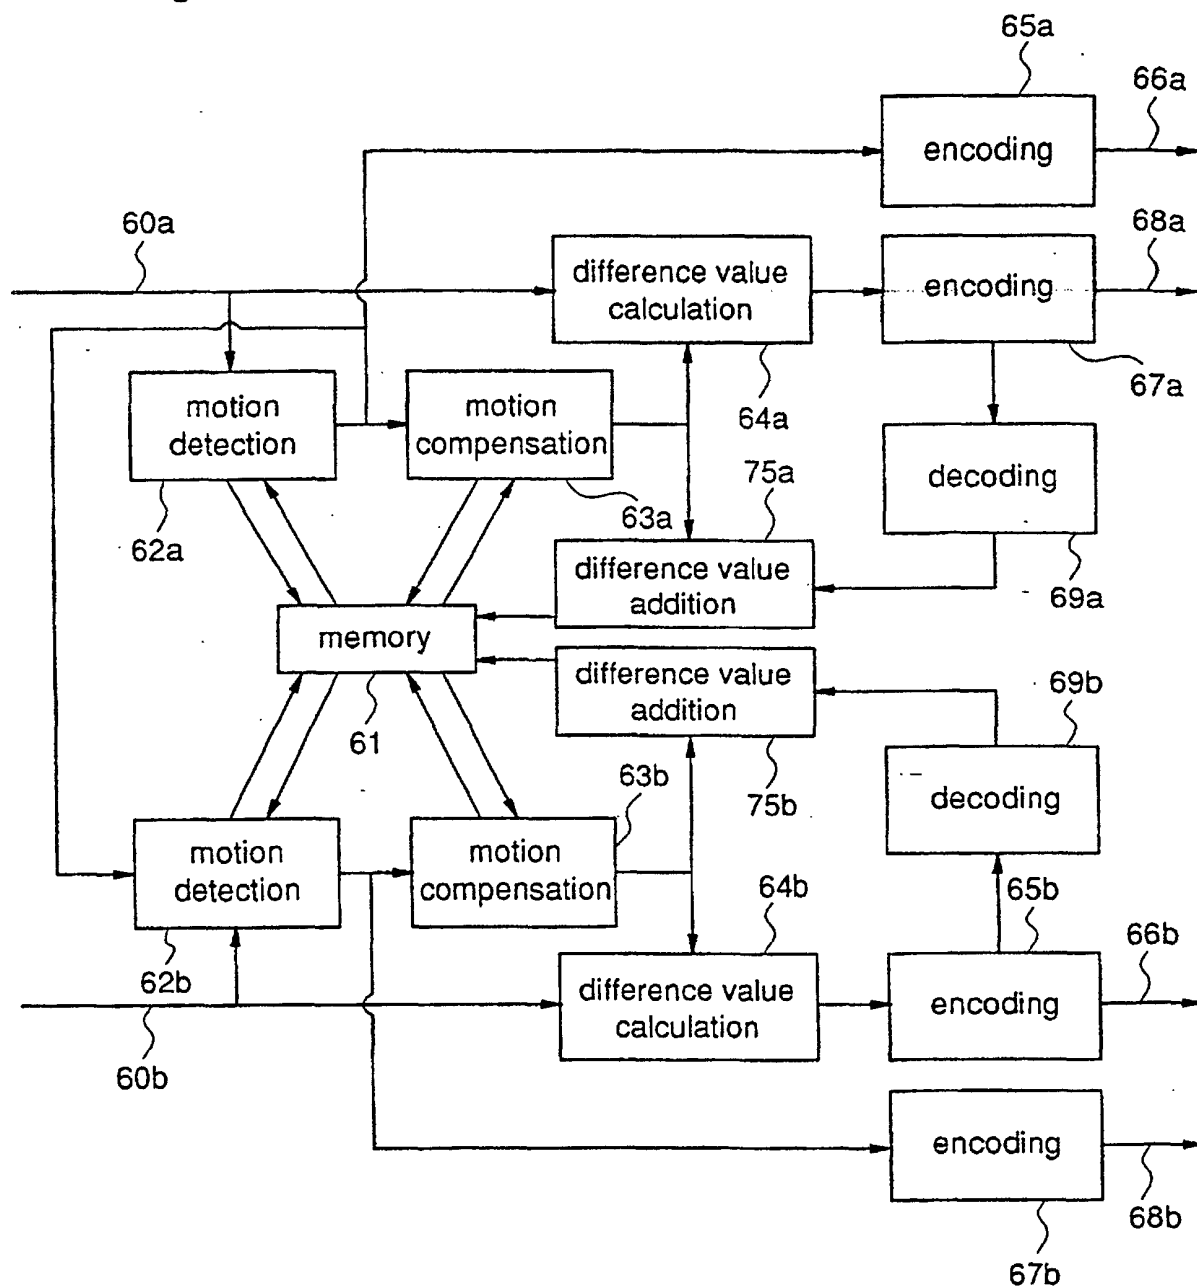 65a
66a
encoding
60a
68a
difference value
calculation
encoding
67a
motion
detection
motion
compensation
64a
75a
decoding
62a
63a
difference value
addition
69a
memory
difference value
addition
69b
61
63b
75b
decoding
motion
detection
motion
compensation
64b
65b
66b
62b
difference value
calculation
encoding
60b
encoding
68b
67b